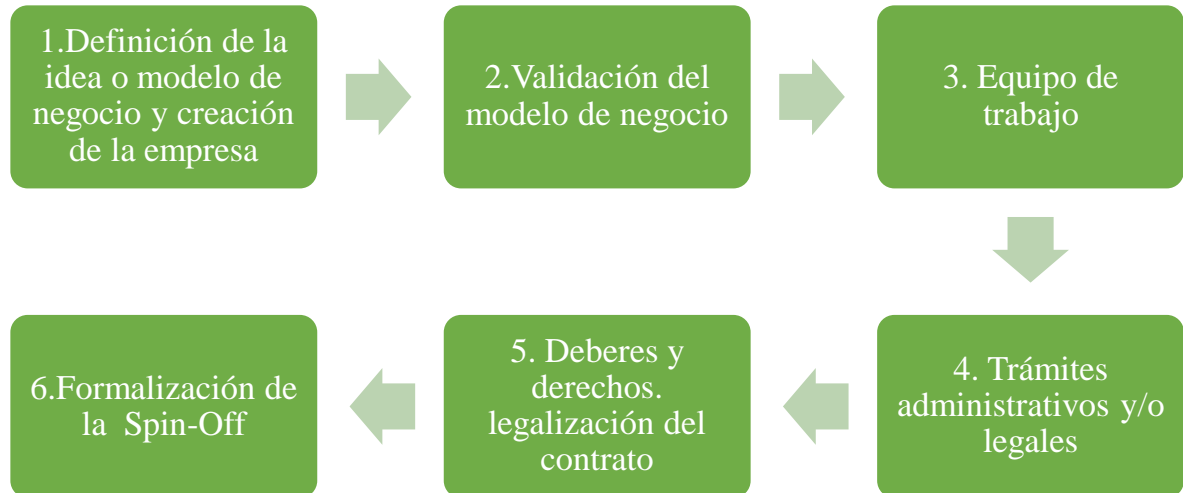 1.Definición de la
idea o modelo de
negocio y creación
de la empresa
2.Validación del
modelo de negocio
3. Equipo de
trabajo
4. Trámites
administrativos y/o
legales
5. Deberes y
derechos.
legalización del
contrato
6.Formalización de
la Spin-Off